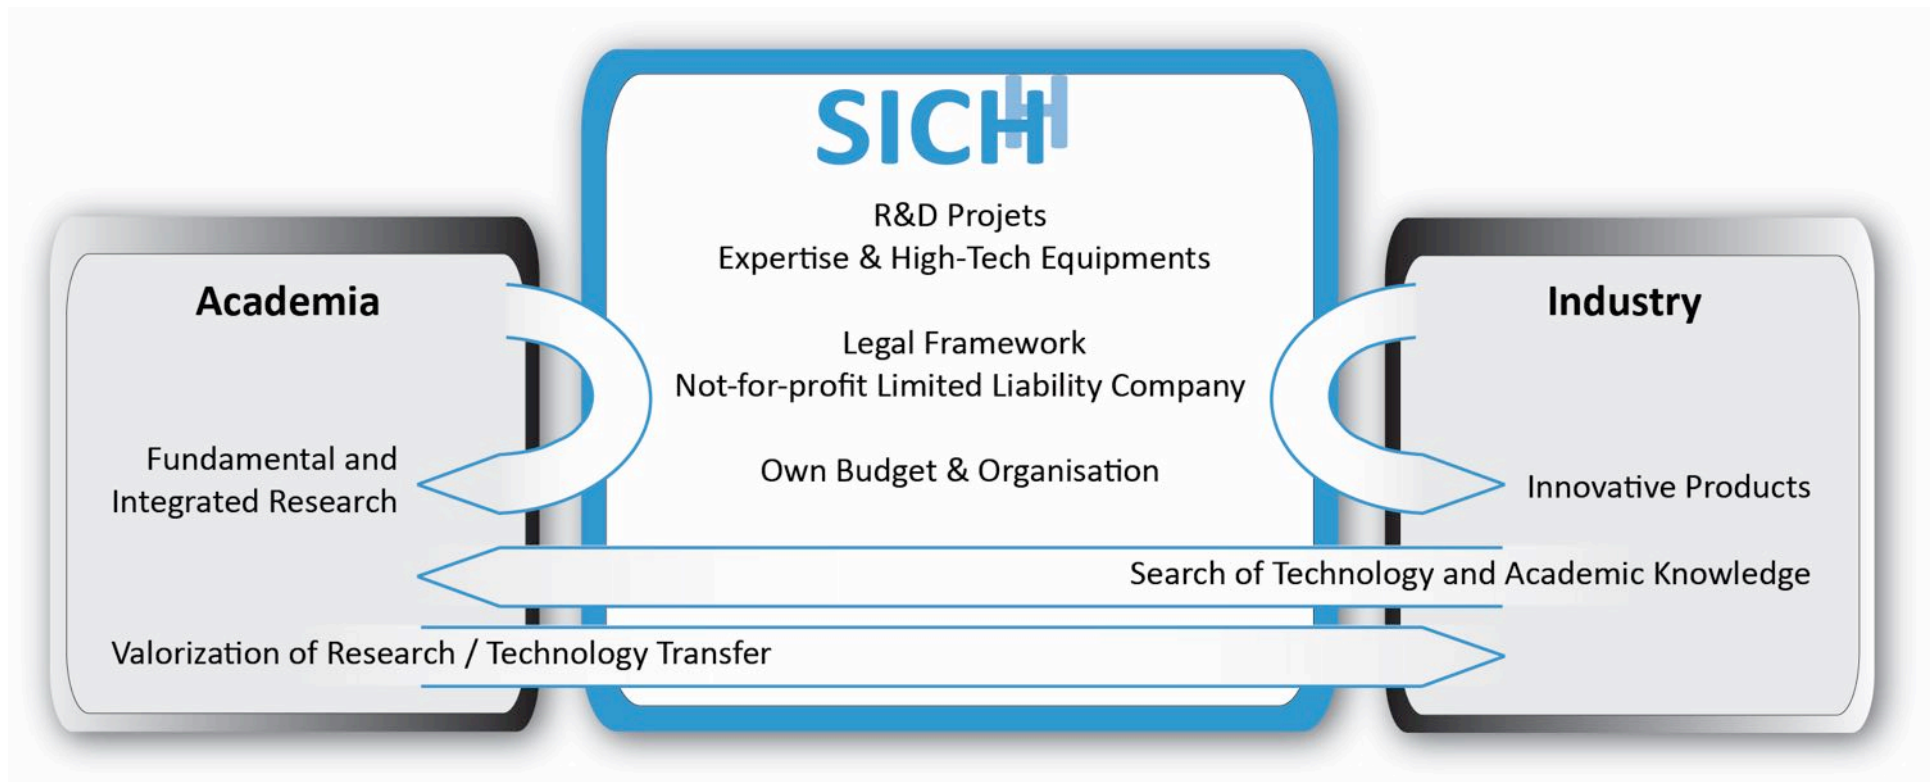 SICHH
R&D Projets
Expertise & High-Tech Equipments
Legal Framework
Not-for-profit Limited Liability Company
Own Budget & Organisation
Academia
Fundamental and
Integrated Research
Industry
Innovative Products
Search of Technology and Academic Knowledge
Valorization of Research / Technology Transfer